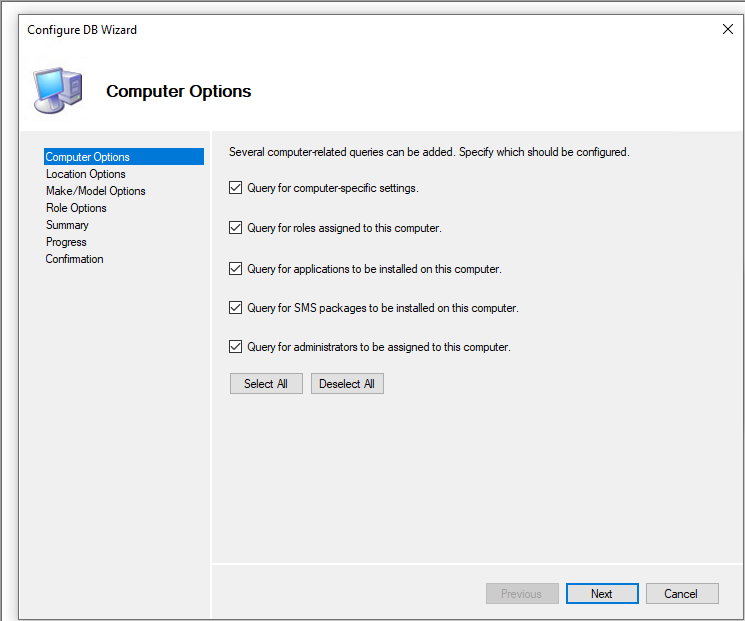 Configure DB Wizard
Computer Options
Computer Options
Location Options
Make/Model Options
Role Options
Summary
Progress
Confirmation
Several computer-related queries can be added. Specify which should be configured.
Query for computer-specific settings.
Query for roles assigned to this computer.
Query for applications to be installed on this computer.
Query for SMS packages to be installed on this computer.
Query for administrators to be assigned to this computer.
Select All Deselect All
Previous Next Cancel